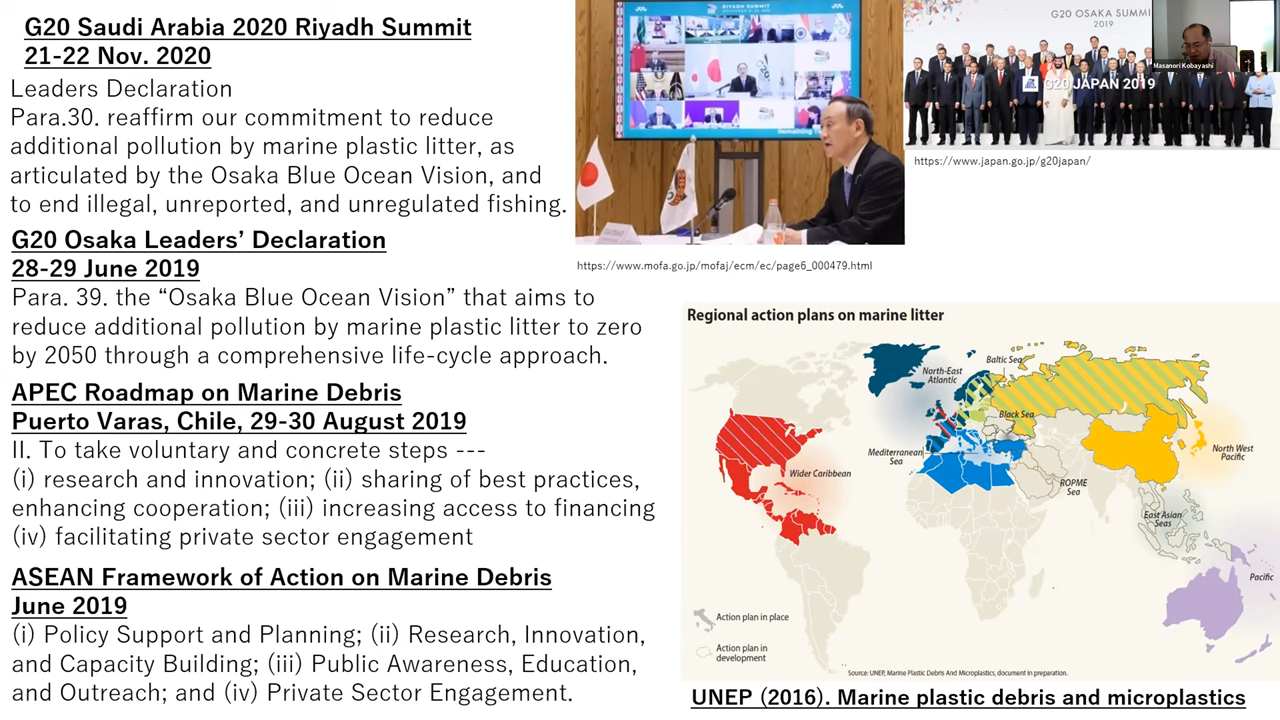 G20 Saudi Arabia 2020 Riyadh Summit
21-22 Nov. 2020
Leaders Declaration
Para.30. reaffirm our commitment to reduce
additional pollution by marine plastic litter, as
articulated by the Osaka Blue Ocean Vision, and
to end illegal, unreported, and unregulated fishing.
G20 Osaka Leaders’ Declaration
28-29 June 2019
Para. 39. the “Osaka Blue Ocean Vision” that aims to
reduce additional pollution by marine plastic litter to zero
by 2050 through a comprehensive life-cycle approach.
APEC Roadmap on Marine Debris
Puerto Varas, Chile, 29-30 August 2019
II. To take voluntary and concrete steps ---
(i) research and innovation; (ii) sharing of best practices,
enhancing cooperation; (iii) increasing access to financing
(iv) facilitating private sector engagement
ASEAN Framework of Action on Marine Debris
June 2019
(i) Policy Support and Planning; (ii) Research, Innovation,
and Capacity Building; (iii) Public Awareness, Education,
and Outreach; and (iv) Private Sector Engagement.
RIYADH SUMMIT
https://www.mofa.go.jp/mofaj/ecm/ec/page6_000479.html
G20 OSAKA SUMMI
2019
G20 JAPAN 2019
Masanori Kobayashi
https://www.japan.go.jp/g20japan/
Regional action plans on marine litter
Baltic Sea
North-East
Atlantic
Black Sea
Mediterranean
Sea
North West
Pacific
Wider Caribbean
ROPME
Sea
East Asian
Seas
Pacific
Action plan in place
Action plan in
development
Source: UNEP, Marine Plastic Debris And Microplastics, document in preparation.
UNEP (2016). Marine plastic debris and microplastics